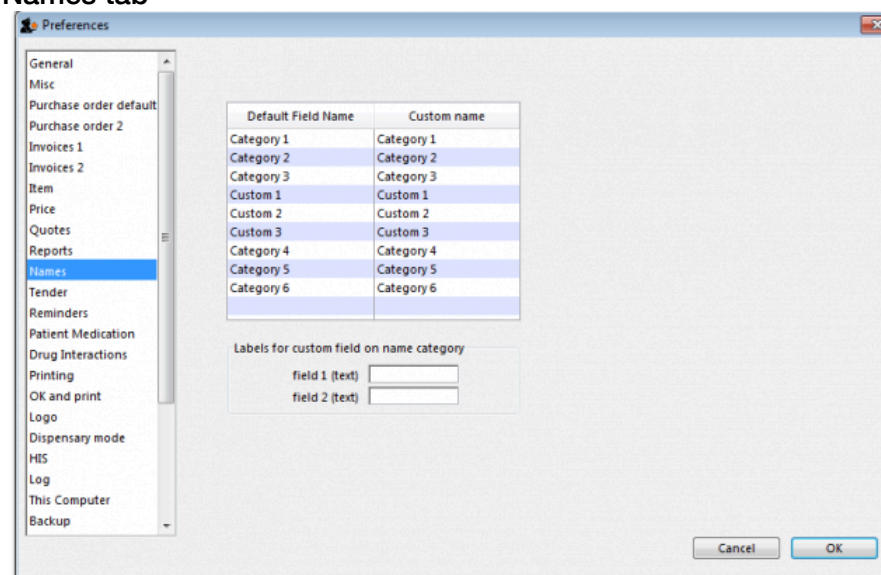 Names tab
Preferences
General
Misc
Purchase order default
Purchase order 2
Invoices 1
Invoices 2
Item
Price
Quotes
Reports
Names
Tender
Reminders
Patient Medication
Drug Interactions
Printing
OK and print
Logo
Dispensary mode
HIS
Log
This Computer
Backup
Default Field Name Custom name
Category 1 Category 1
Category 2 Category 2
Category 3 Category 3
Custom 1 Custom 1
Custom 2 Custom 2
Custom 3 Custom 3
Category 4 Category 4
Category 5 Category 5
Category 6 Category 6
Labels for custom field on name category
field 1 (text)
field 2 (text)
Cancel OK